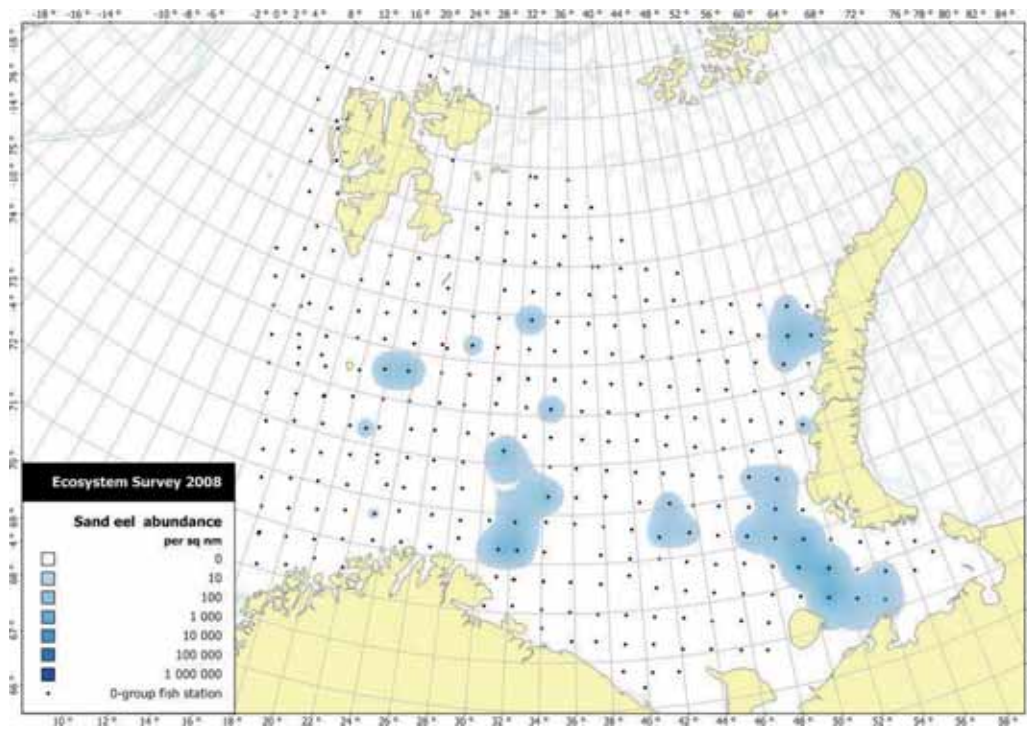 -18° -16° -14° -10° -8° -6° -2° 0° 2° 4° 8° 12° 16° 20° 24° 28° 32° 36° 40° 44° 48° 52° 56° 60° 64° 68° 72° 76° 78° 80° 82° 84°
Ecosystem Survey 2008
Sand eel abundance
per sq nm
0
10
100
1 000
10 000
100 000
1 000 000
0-group fish station
10° 12° 14° 16° 18° 20° 22° 24° 26° 28° 30° 32° 34° 36° 40° 42° 44° 46° 48° 50° 52° 54° 56° 58°